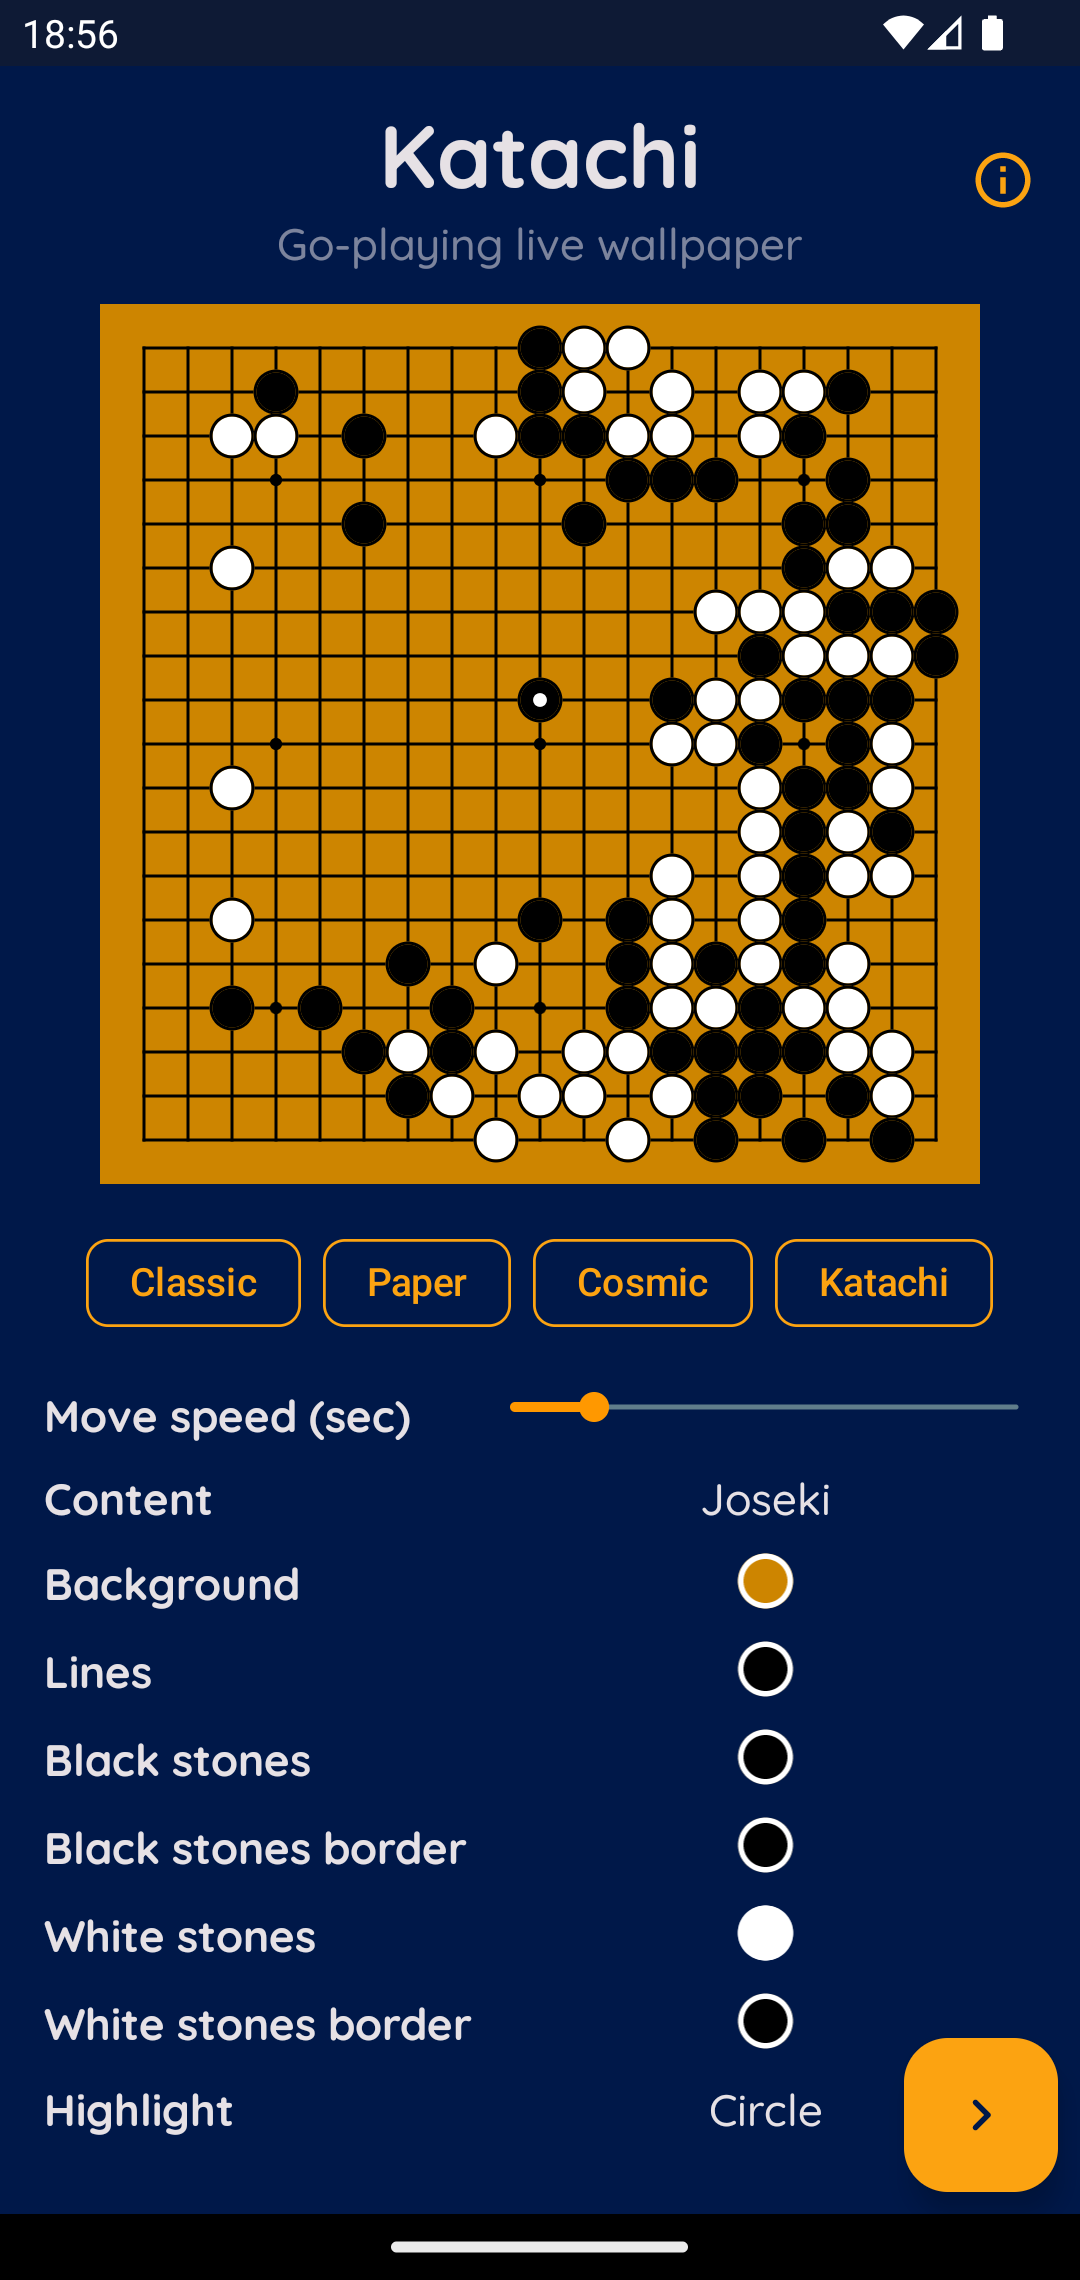 18:56
Katachi
Go-playing live wallpaper
Classic Paper Cosmic Katachi
Move speed (sec)
Content Joseki
Background
Lines
Black stones
Black stones border
White stones
White stones border
Highlight Circle